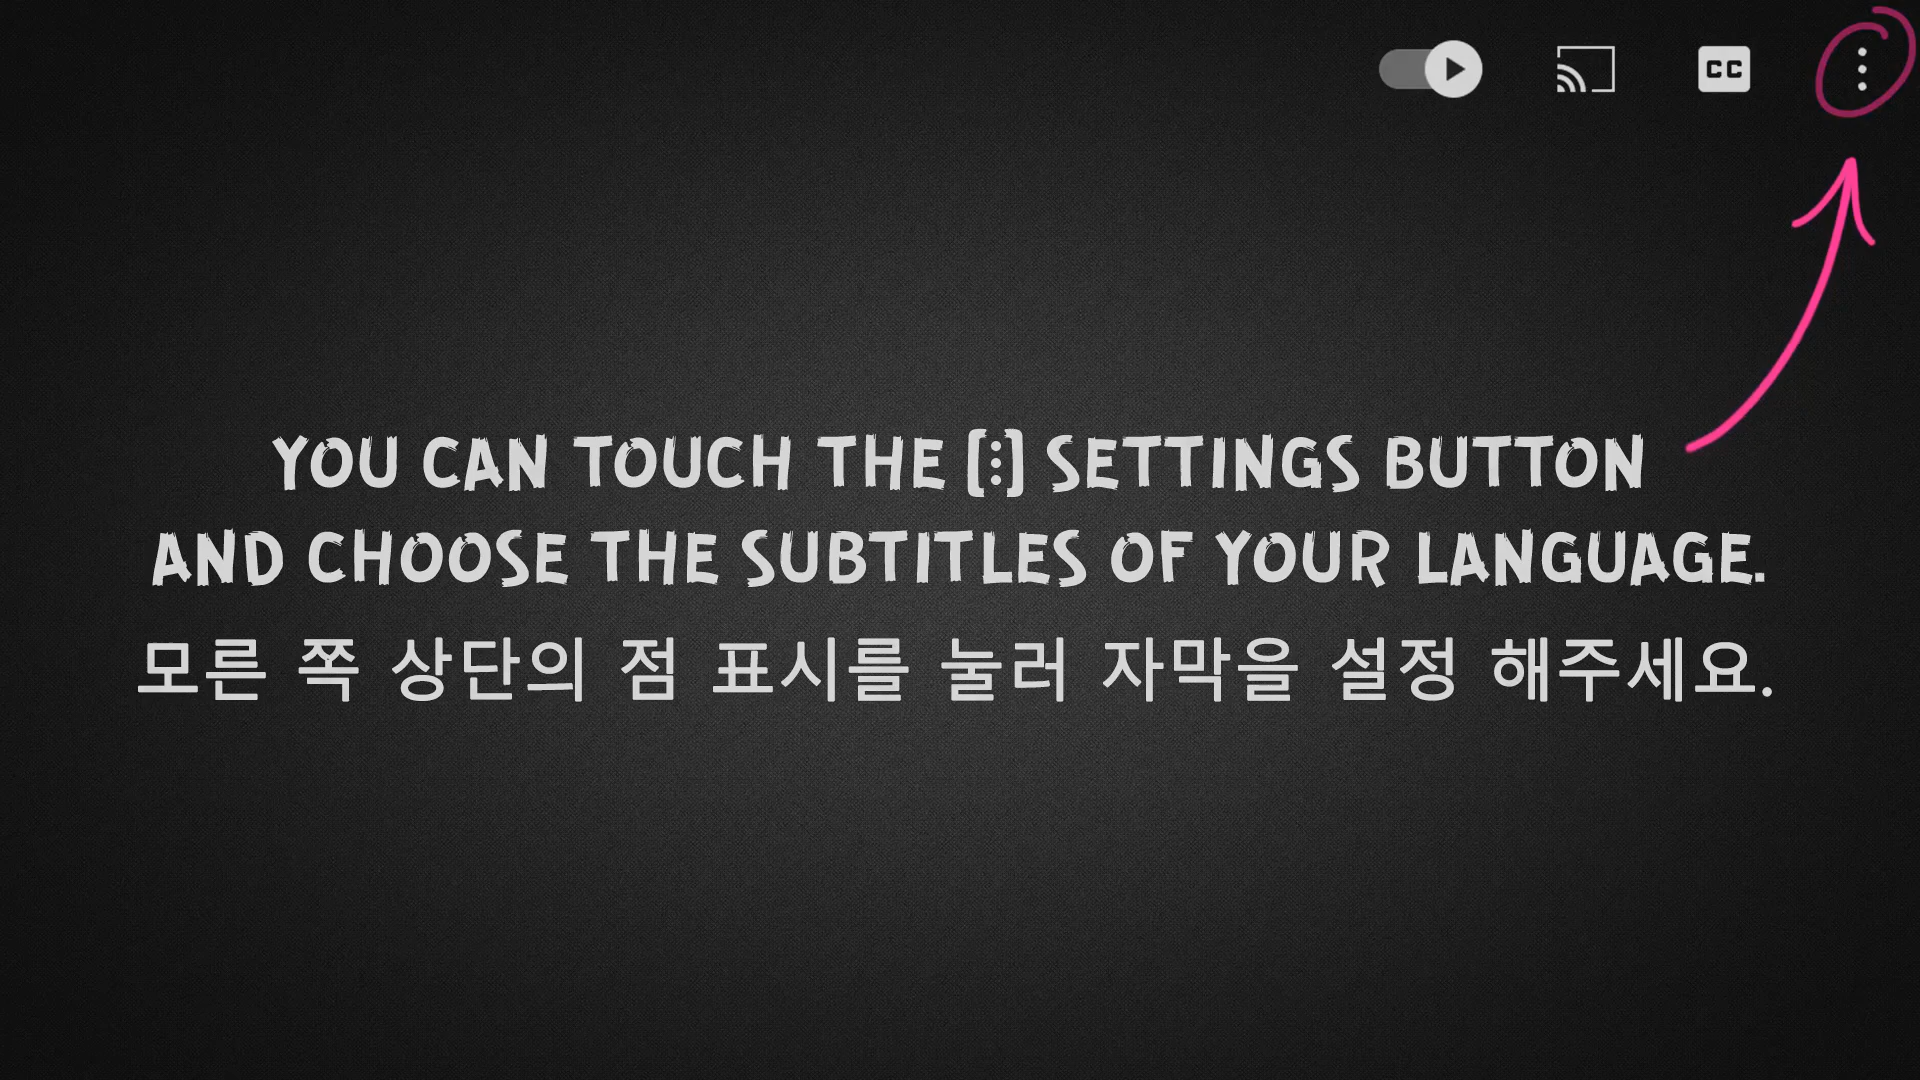 CC
YOU CAN TOUCH THE [⋮] SETTINGS BUTTON
AND CHOOSE THE SUBTITLES OF YOUR LANGUAGE.
모른 쪽 상단의 점 표시를 눌러 자막을 설정 해주세요.